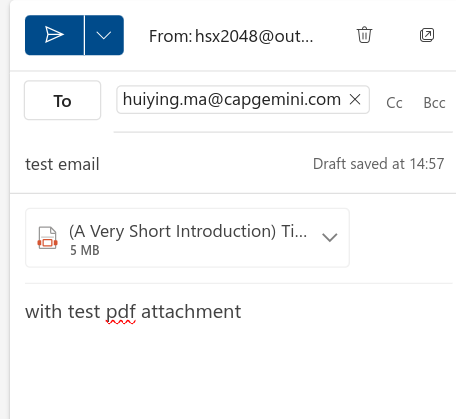 From: hsx2048@out...
To huiying.ma@capgemini.com Cc Bcc
test email Draft saved at 14:57
(A Very Short Introduction) Ti...
5 MB
with test pdf attachment